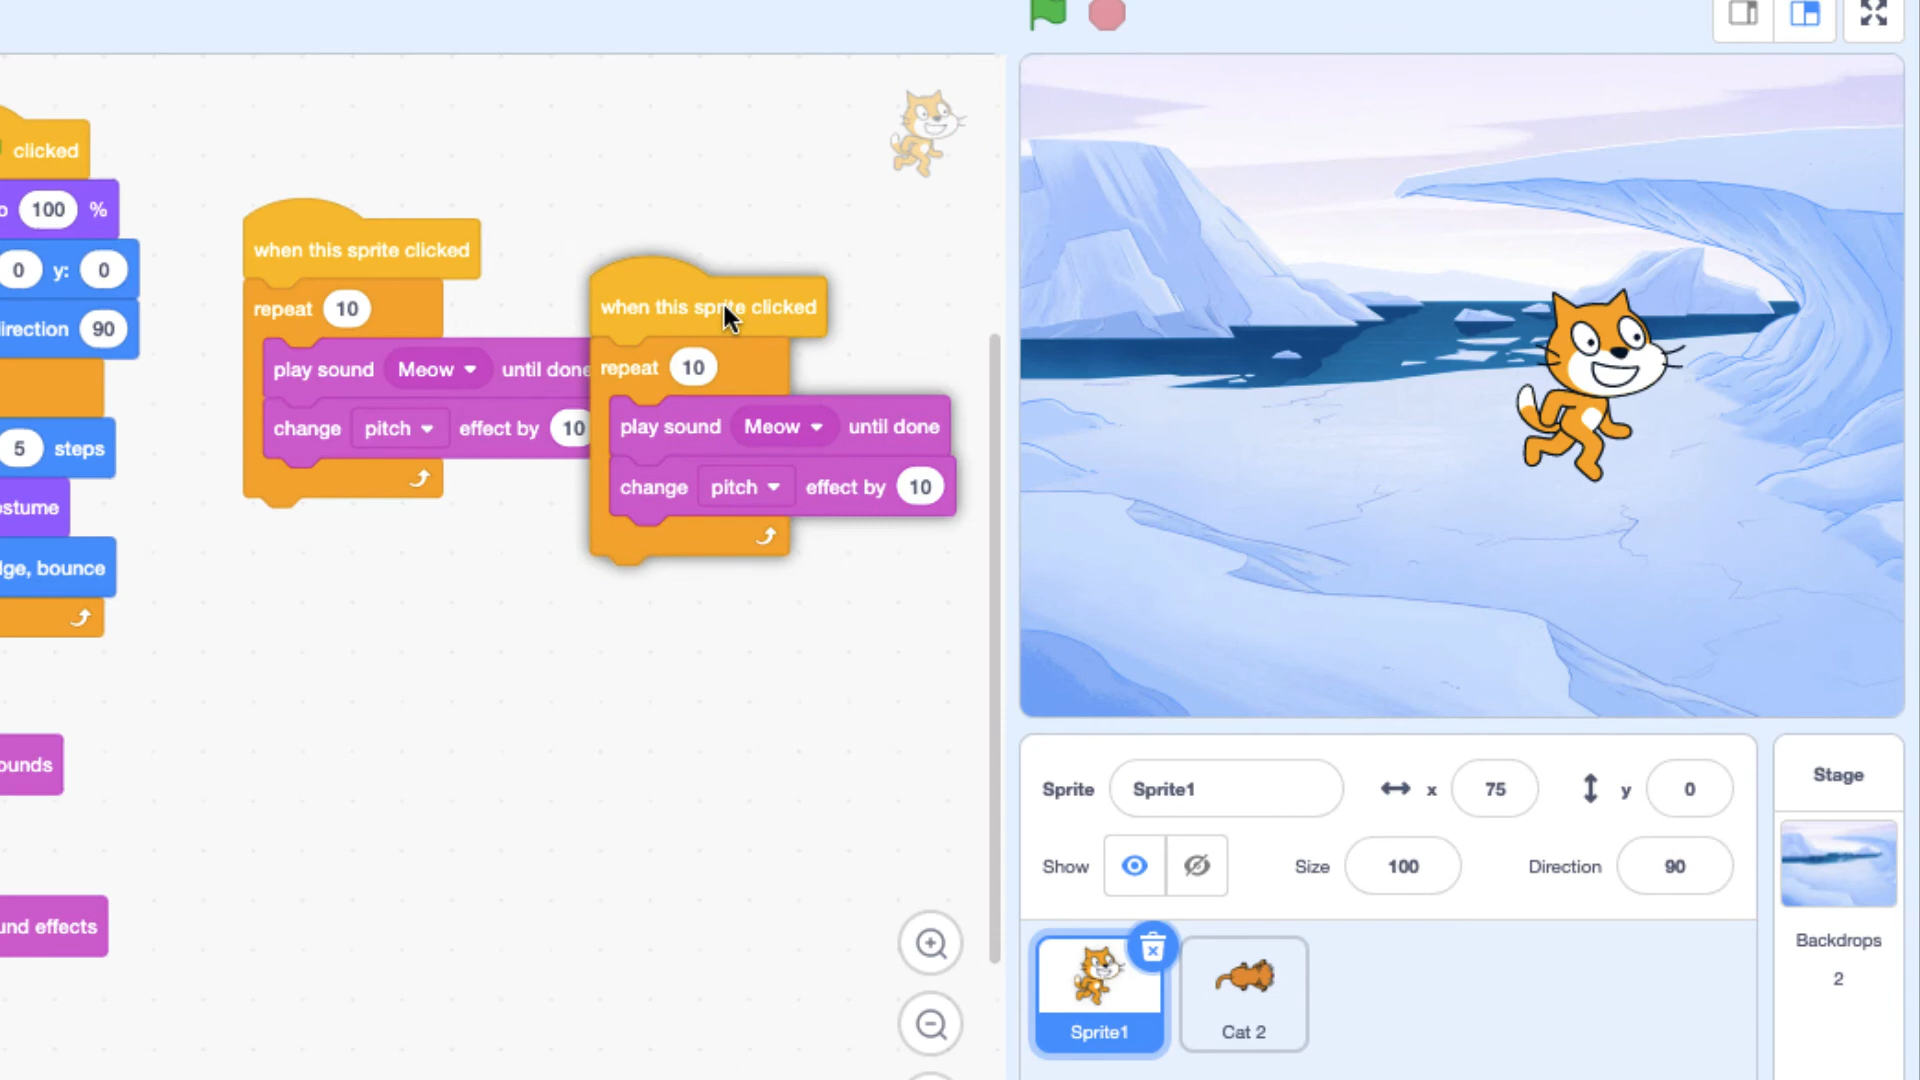 clicked
100 %
0 y: 0
direction 90
5 steps
ostume
dge, bounce
ounds
und effects
when this sprite clicked
repeat 10
play sound Meow until done
change pitch effect by 10
when this sprite clicked
repeat 10
play sound Meow until done
change pitch effect by 10
Sprite Sprite1 x 75 y 0
Show Size 100 Direction 90
Sprite1
Cat 2
Stage
Backdrops
2